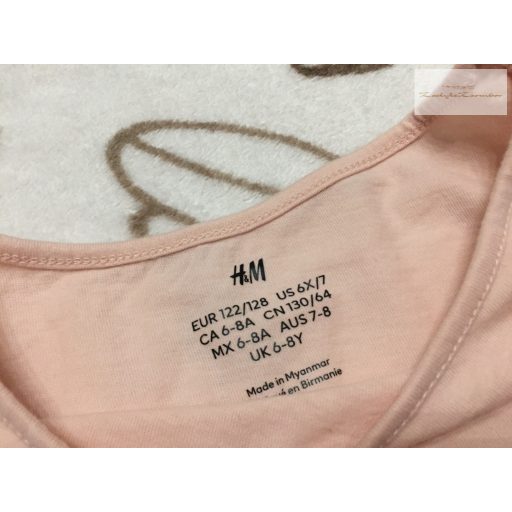 H&M
EUR 122/128 US 6X/7
CA 6-8A CN 130/64
MX 6-8A AUS 7-8
UK 6-8Y
Made in Myanmar
en Birmanie